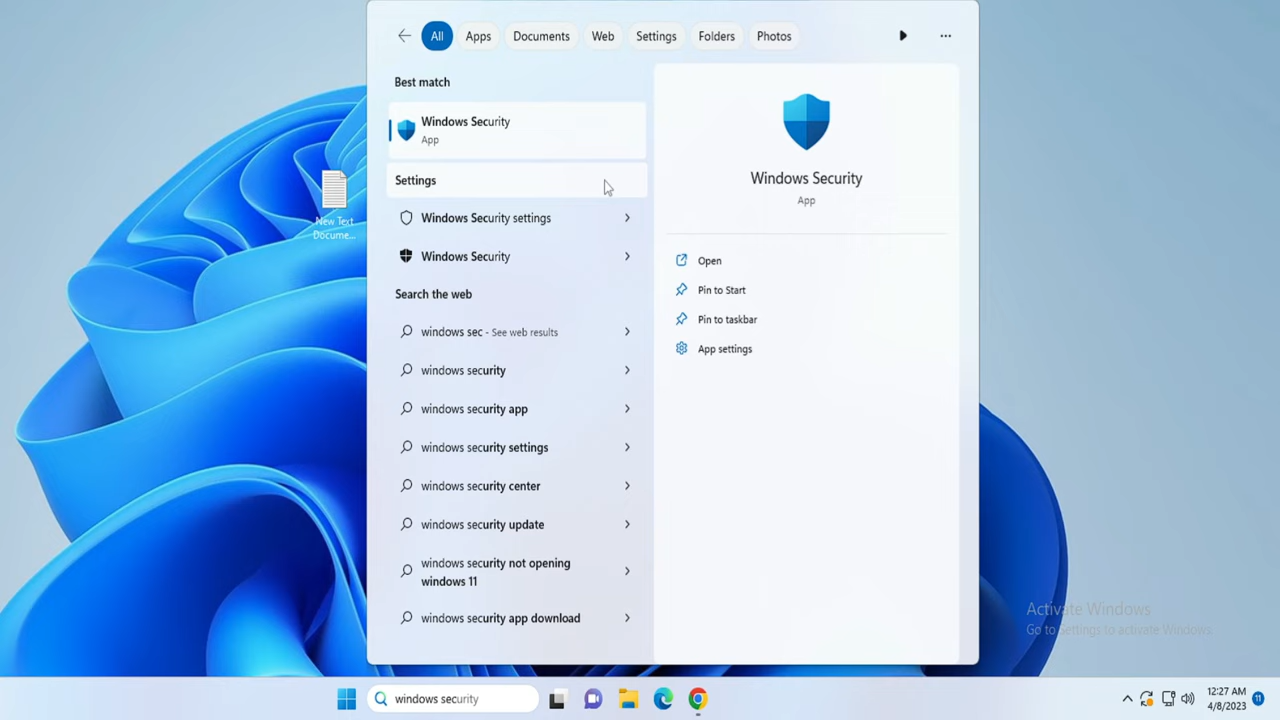 All
Apps
Documents
Web
Settings
Folders
Photos
Best match
Windows Security
App
Settings
Windows Security settings
Windows Security
Search the web
windows sec - See web results
windows security
windows security app
windows security settings
windows security center
windows security update
windows security not opening
windows 11
windows security app download
Windows Security
App
Open
Pin to Start
Pin to taskbar
App settings
New Text
Docume...
Activate Windows
Go to Settings to activate Windows.
windows security
12:27 AM
4/8/2023
11